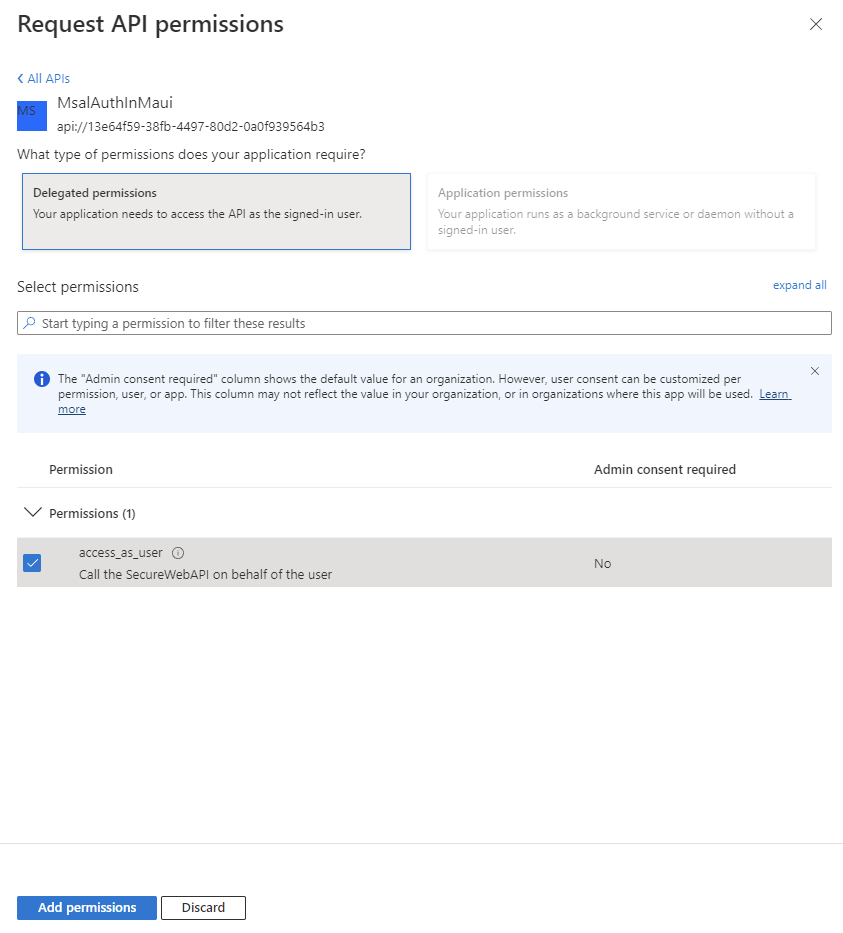 Request API permissions
All APIs
MS
MsalAuthInMaui
api://13e64f59-38fb-4497-80d2-0a0f939564b3
What type of permissions does your application require?
Delegated permissions
Your application needs to access the API as the signed-in user.
Application permissions
Your application runs as a background service or daemon without a
signed-in user.
Select permissions
expand all
Start typing a permission to filter these results
The "Admin consent required" column shows the default value for an organization. However, user consent can be customized per
permission, user, or app. This column may not reflect the value in your organization, or in organizations where this app will be used. Learn
more
Permission
Admin consent required
Permissions (1)
access_as_user
Call the SecureWebAPI on behalf of the user
No
Add permissions
Discard